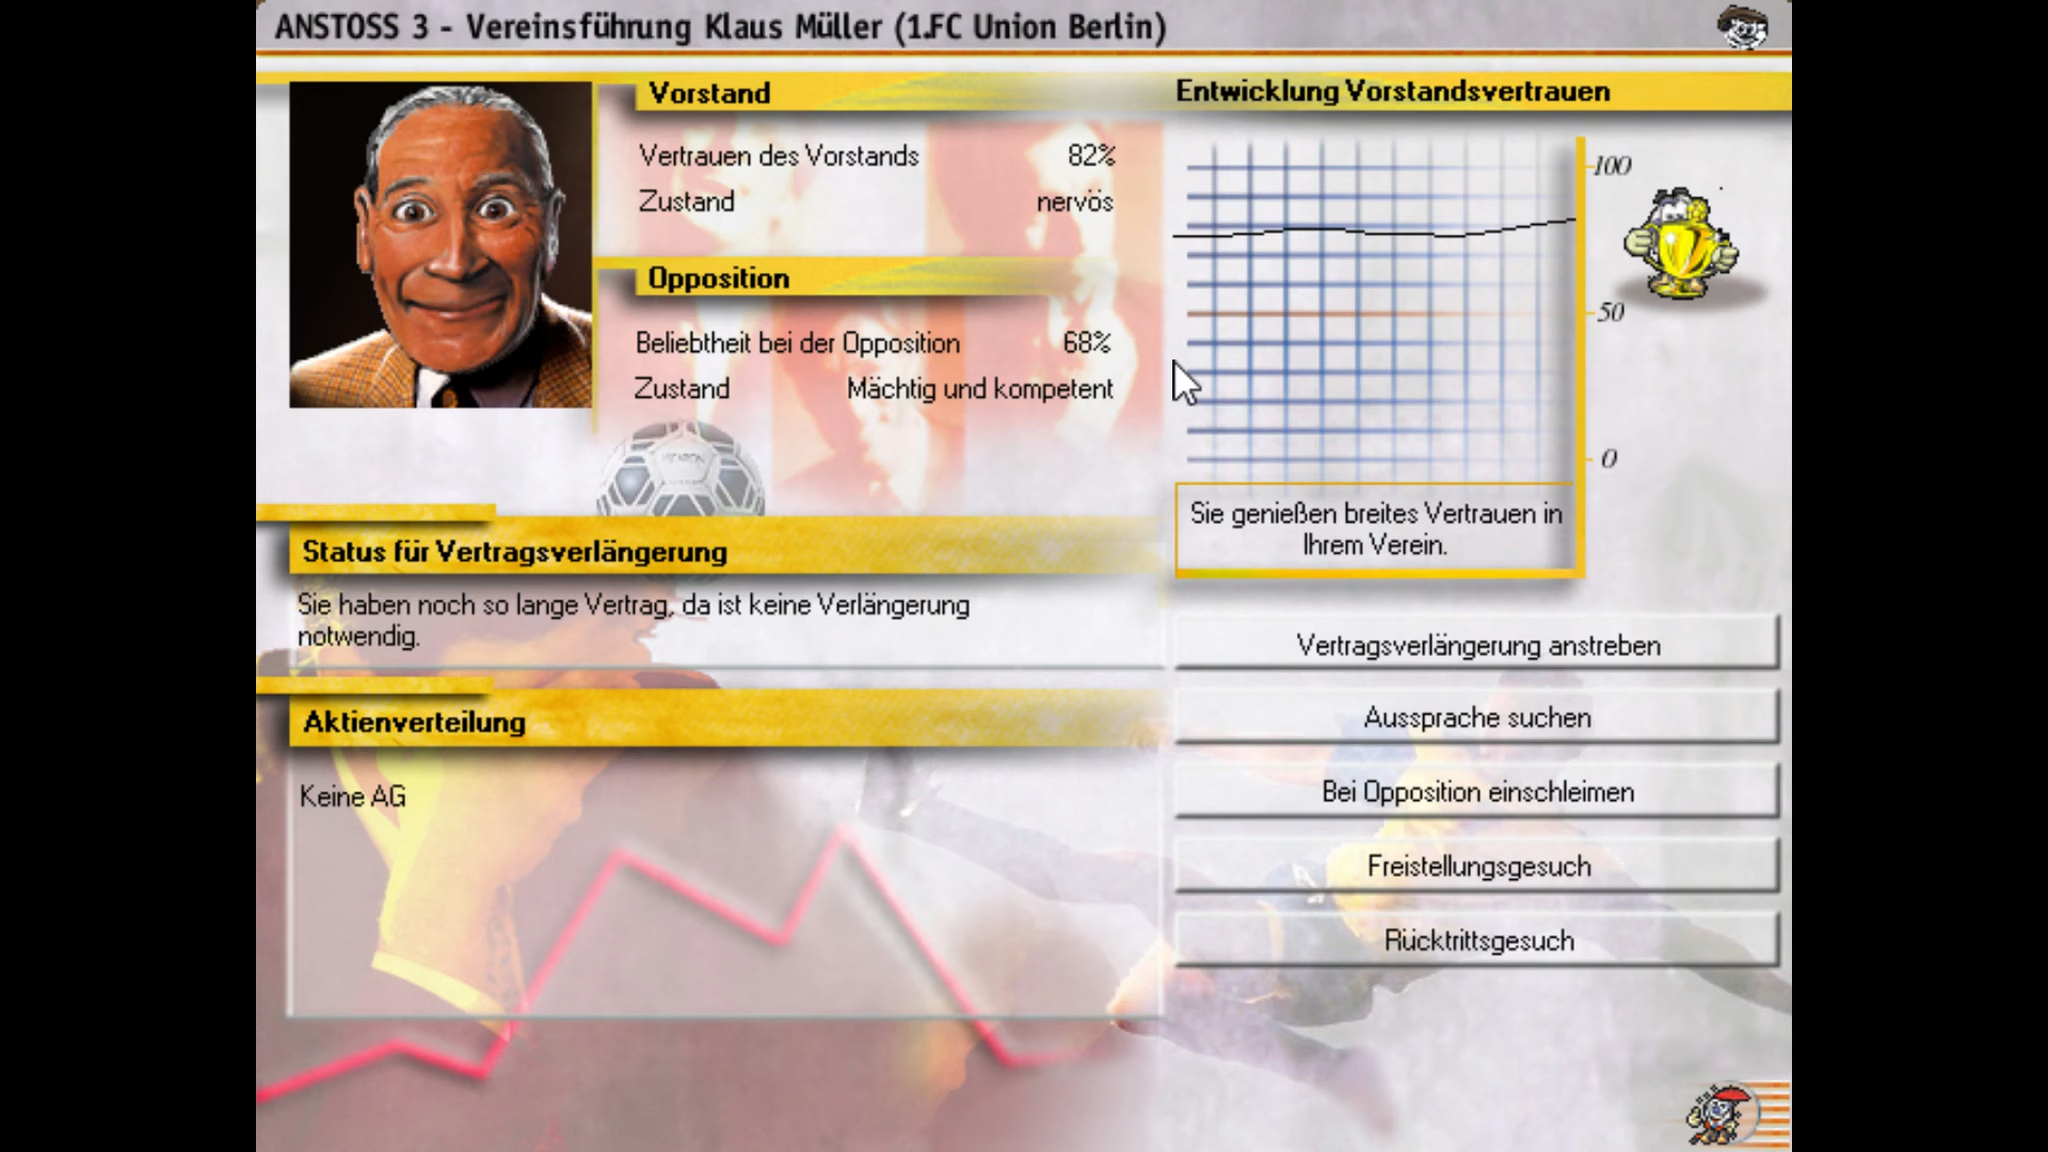 ANSTOSS 3 - Vereinsführung Klaus Müller (1.FC Union Berlin)
Vorstand
Vertrauen des Vorstands 82%
Zustand nervös
Opposition
Beliebtheit bei der Opposition 68%
Zustand Mächtig und kompetent
Entwicklung Vorstandsvertrauen
100
50
0
Sie genießen breites Vertrauen in
Ihrem Verein.
Status für Vertragsverlängerung
Sie haben noch so lange Vertrag, da ist keine Verlängerung
notwendig.
Aktienverteilung
Keine AG
Vertragsverlängerung anstreben
Aussprache suchen
Bei Opposition einschleimen
Freistellungsgesuch
Rücktrittsgesuch